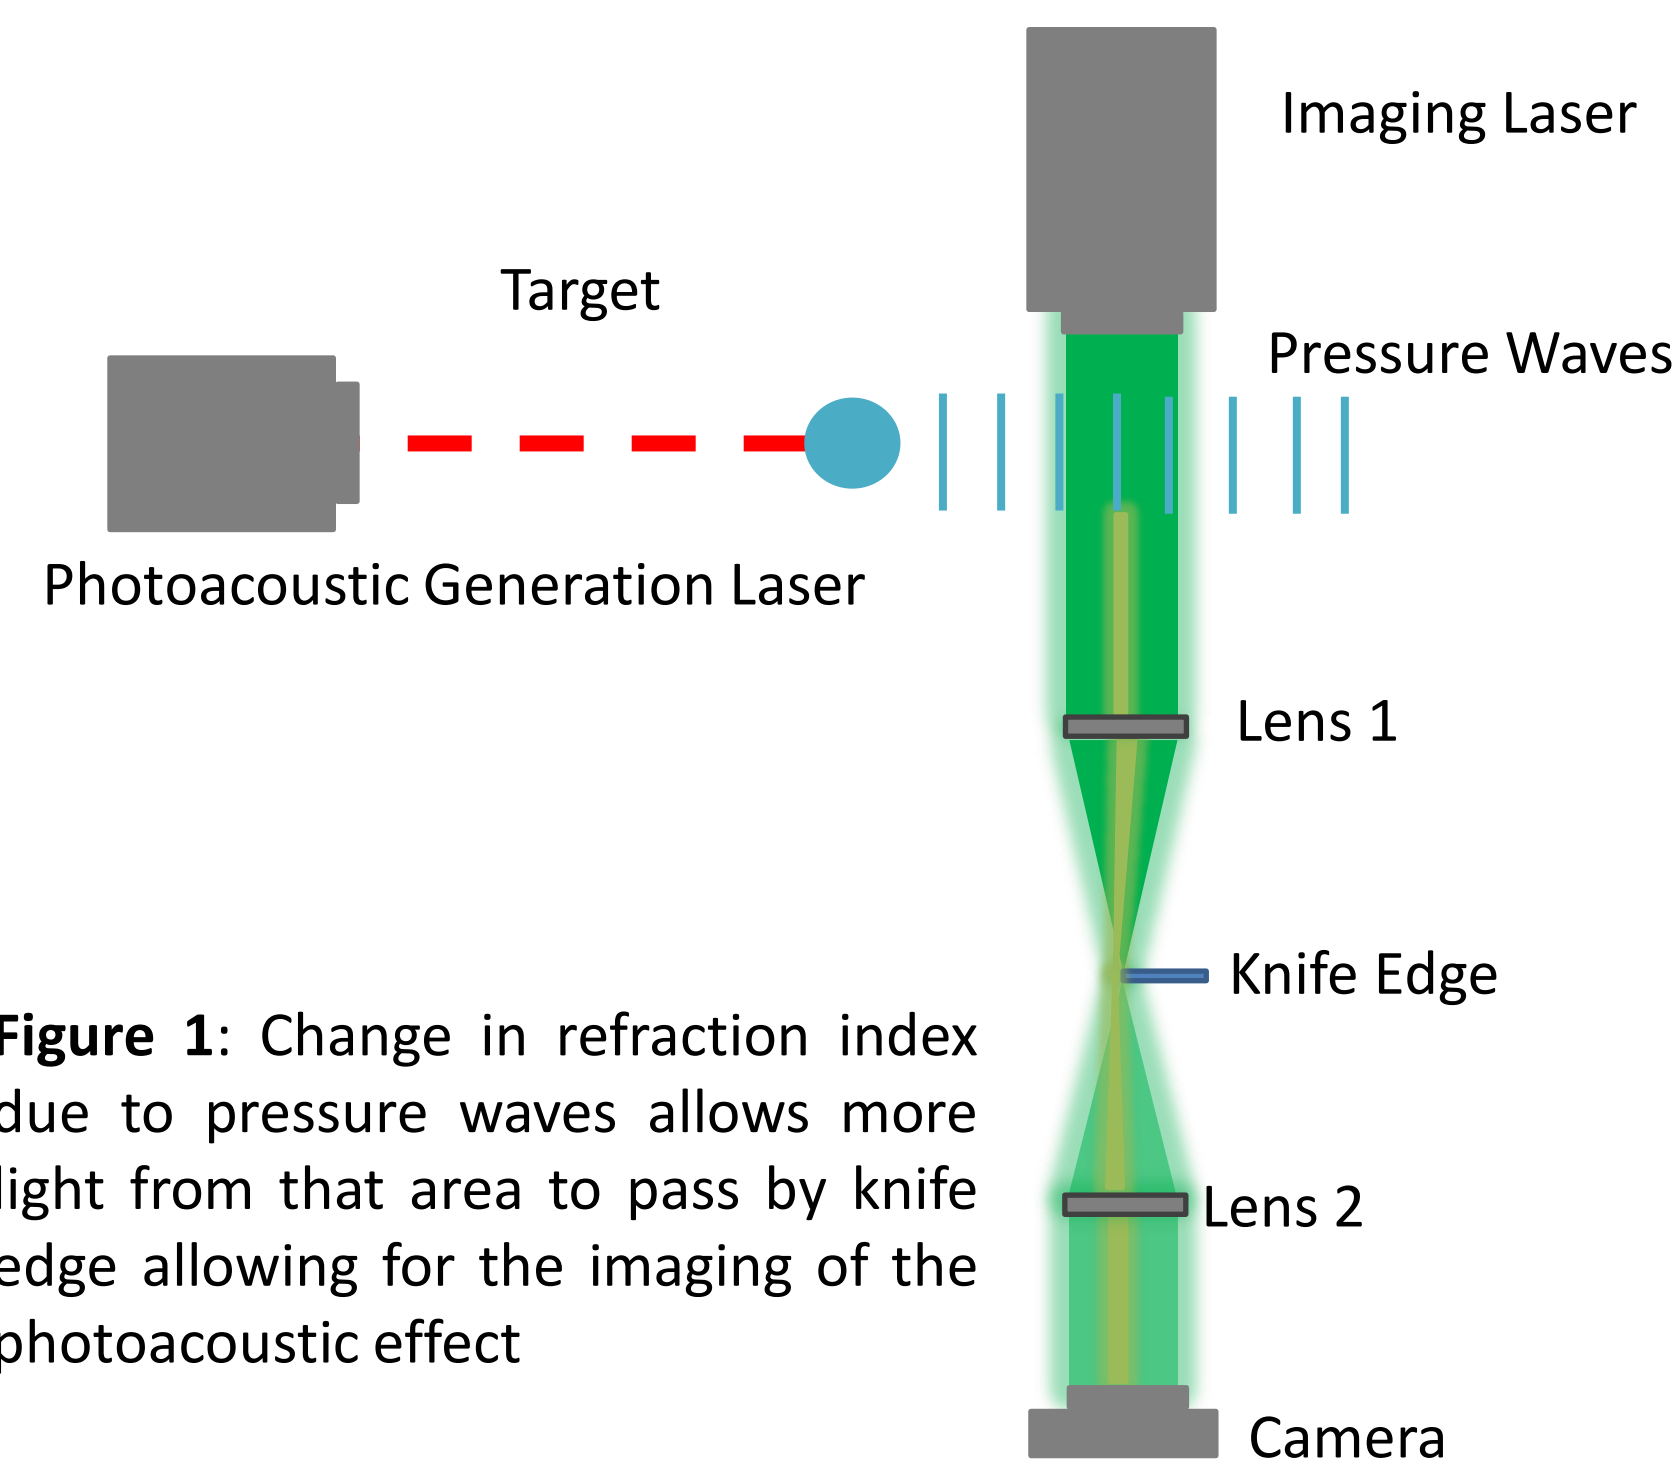 Imaging Laser
Target
Pressure Waves
Photoacoustic Generation Laser
Lens 1
Knife Edge
Figure 1: Change in refraction index
due to pressure waves allows more
light from that area to pass by knife
edge allowing for the imaging of the
photoacoustic effect
Lens 2
Camera